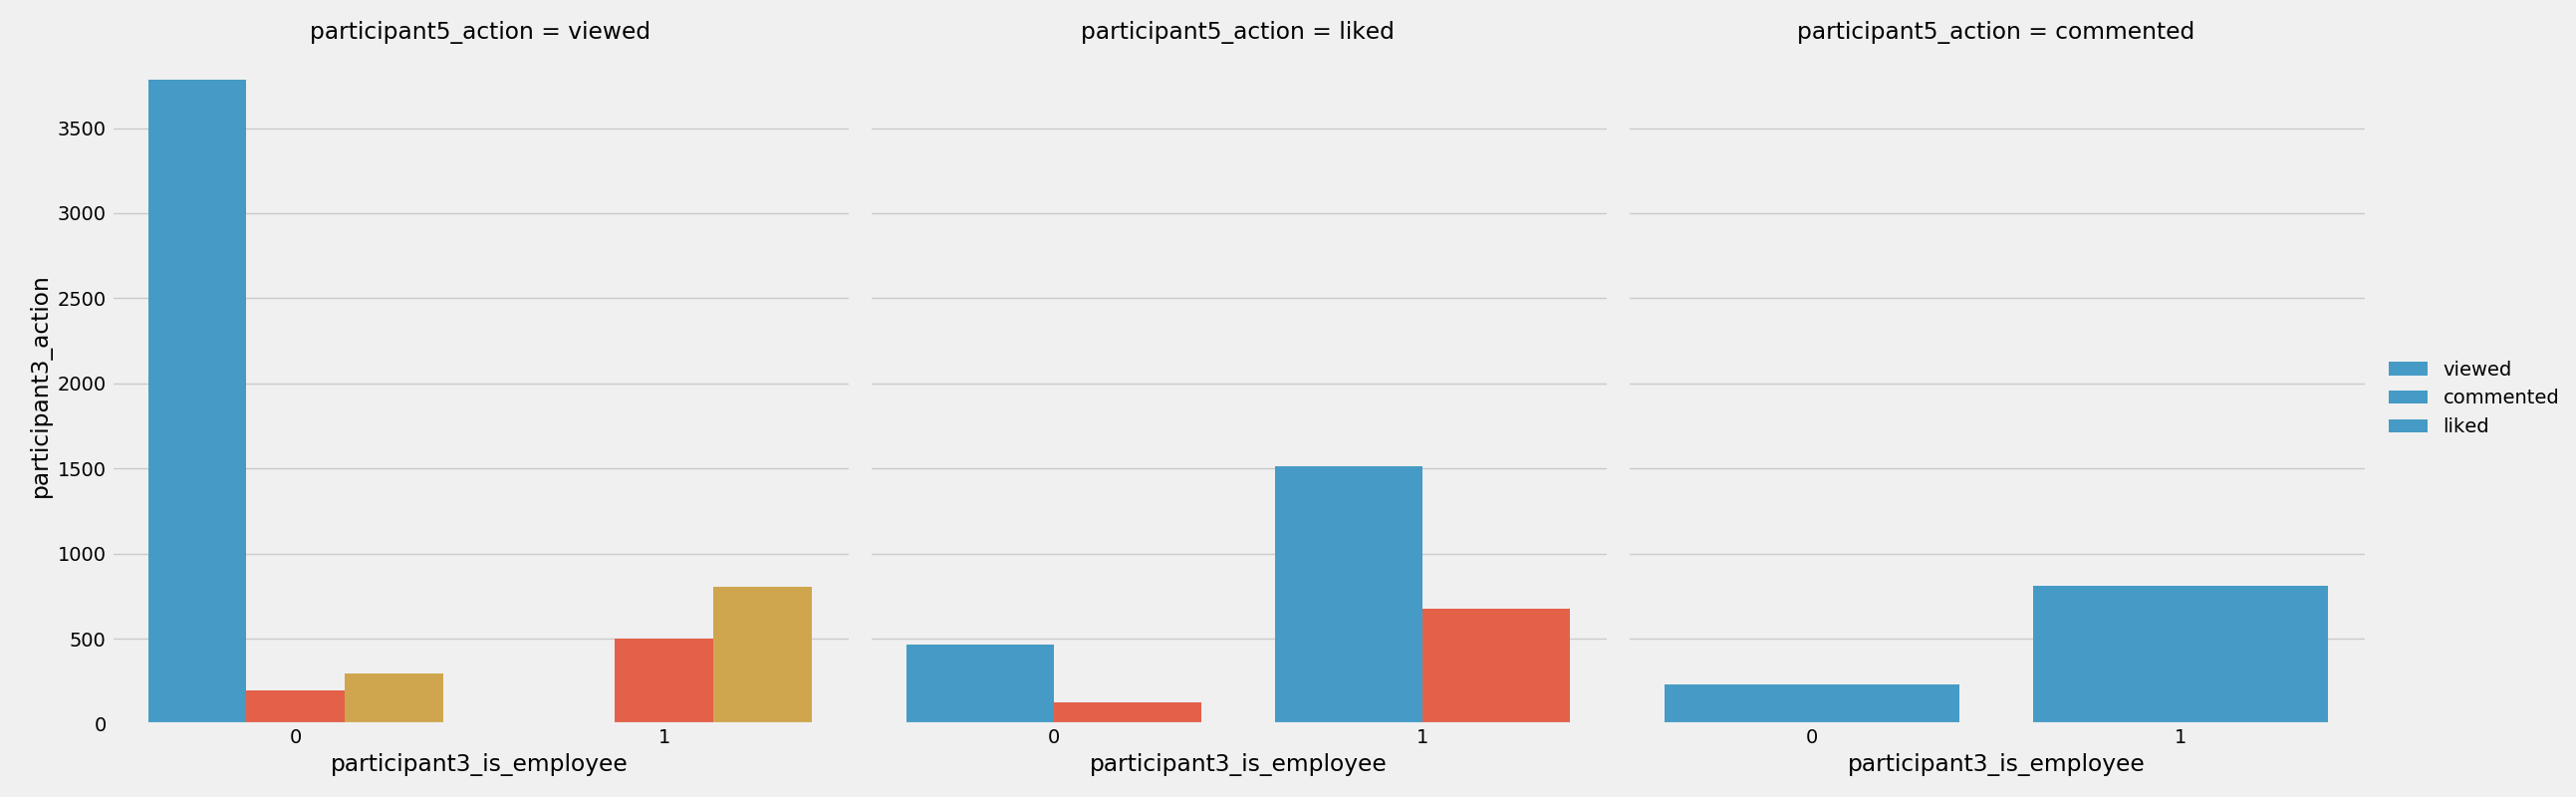 participant5_action = viewed
participant5_action = liked
participant5_action = commented
participant3_action
3500
3000
2500
2000
1500
1000
500
0
0
1
participant3_is_employee
0
1
participant3_is_employee
0
1
participant3_is_employee
viewed
commented
liked